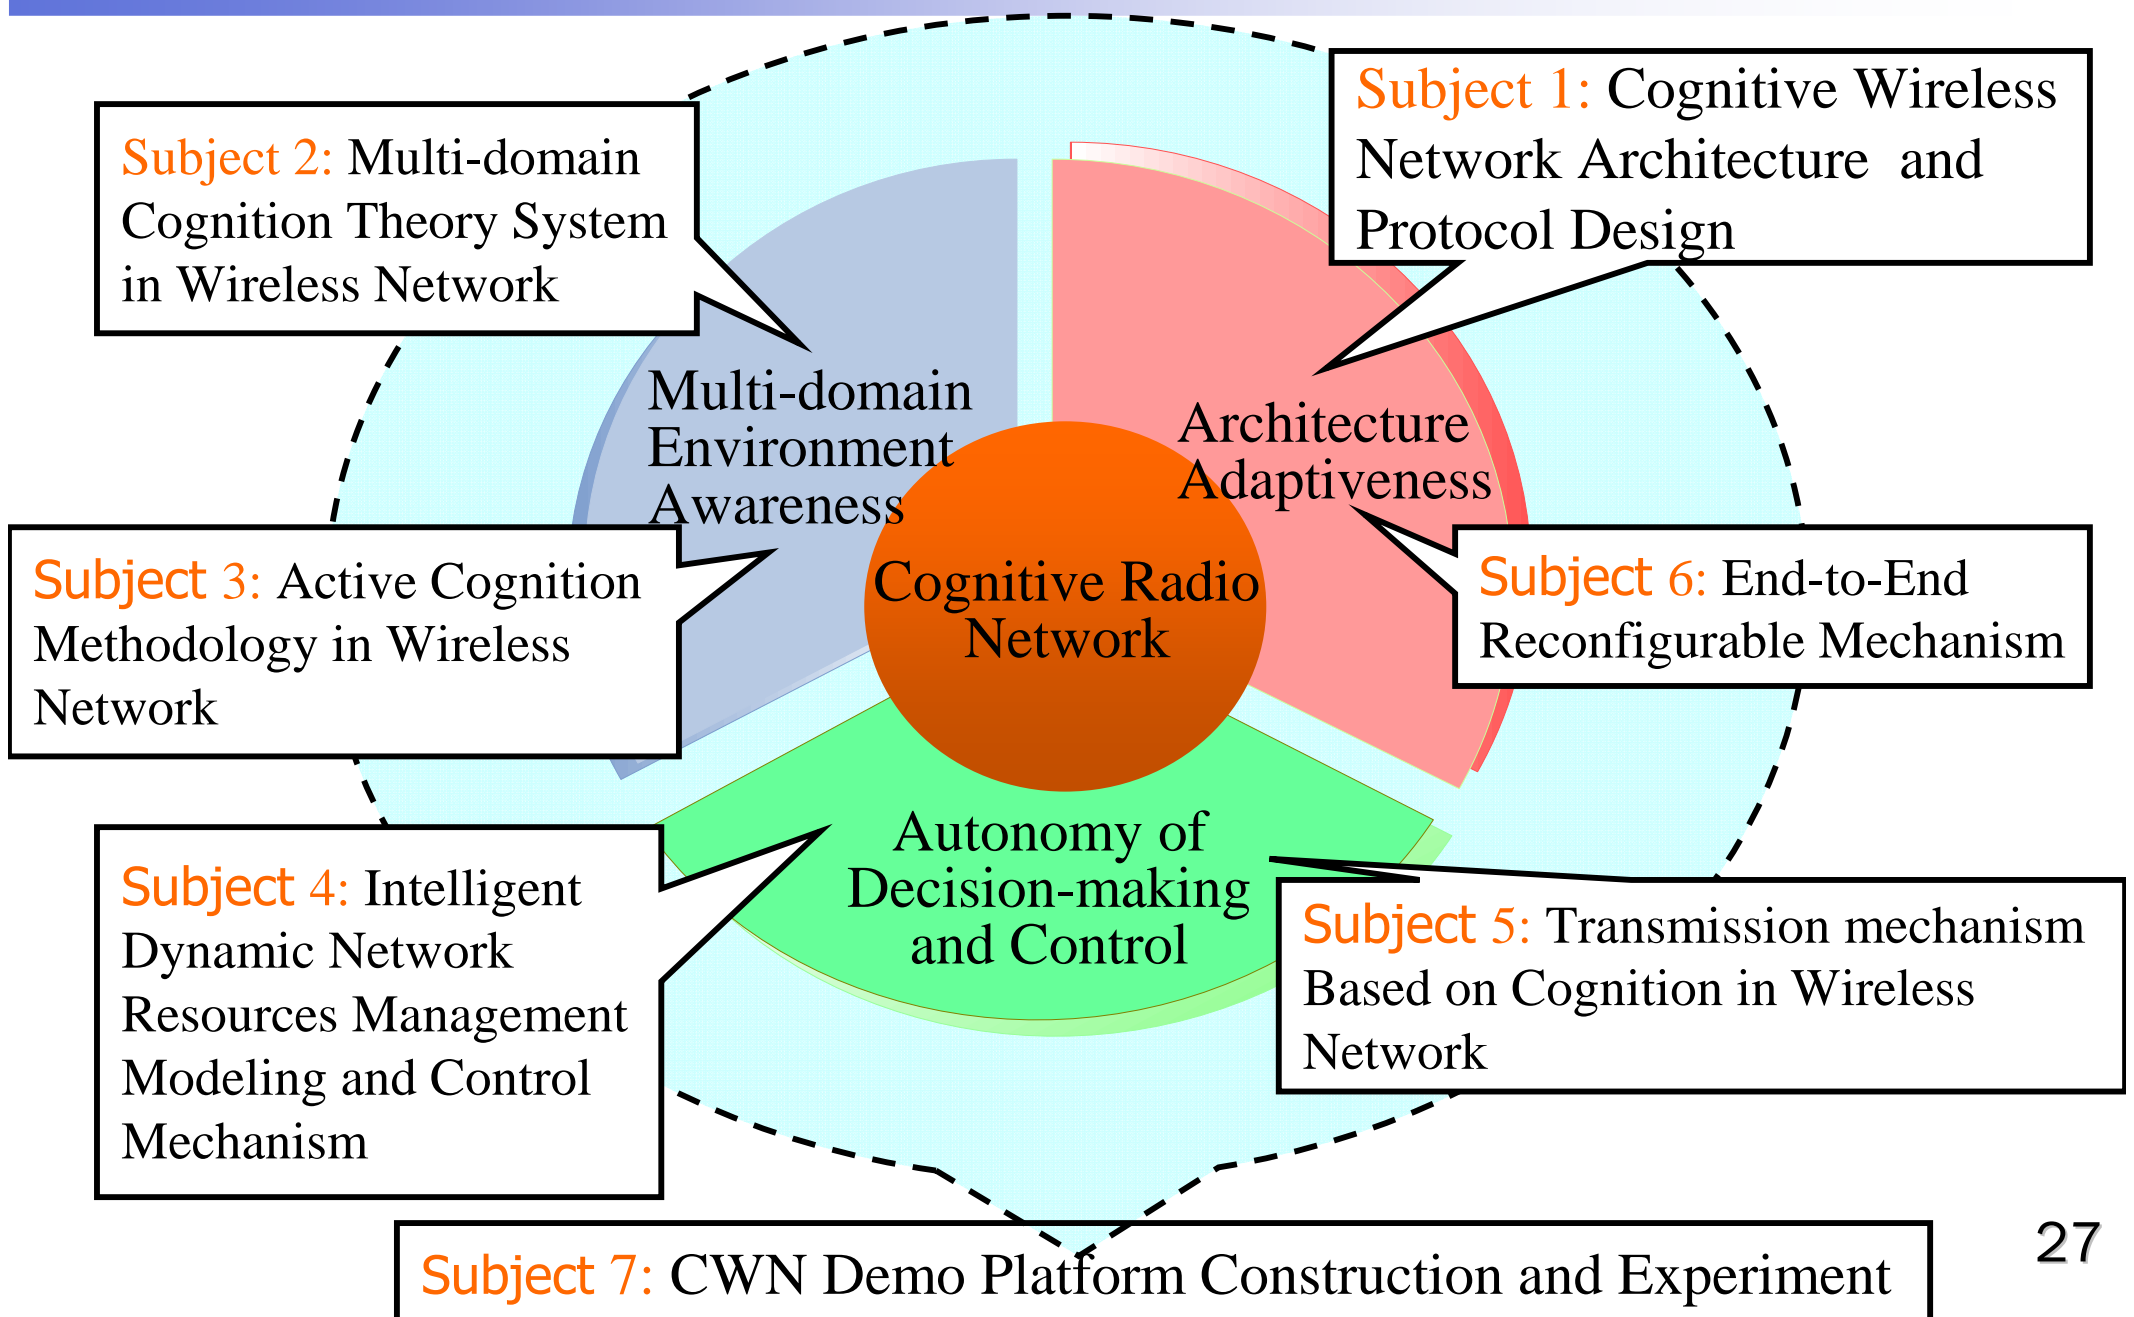 Subject 1: Cognitive Wireless
Network Architecture and
Protocol Design
Subject 2: Multi-domain
Cognition Theory System
in Wireless Network
Multi-domain
Environment
Awareness
Architecture
Adaptiveness
Subject 3: Active Cognition
Methodology in Wireless
Network
Cognitive Radio
Network
Subject 6: End-to-End
Reconfigurable Mechanism
Autonomy of
Decision-making
and Control
Subject 4: Intelligent
Dynamic Network
Resources Management
Modeling and Control
Mechanism
Subject 5: Transmission mechanism
Based on Cognition in Wireless
Network
Subject 7: CWN Demo Platform Construction and Experiment
27